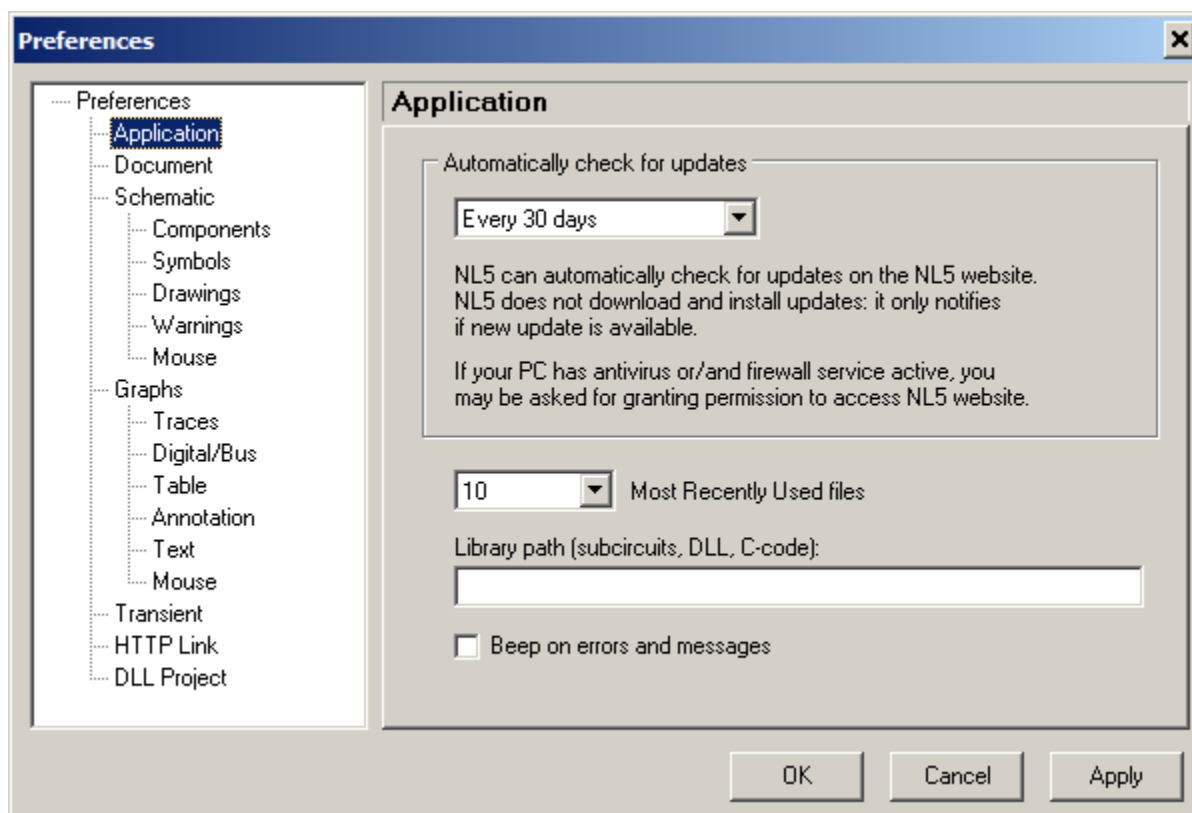 Preferences
Preferences
Application
Document
Schematic
Components
Symbols
Drawings
Warnings
Mouse
Graphs
Traces
Digital/Bus
Table
Annotation
Text
Mouse
Transient
HTTP Link
DLL Project
Application
Automatically check for updates
Every 30 days
NL5 can automatically check for updates on the NL5 website.
NL5 does not download and install updates: it only notifies
if new update is available.
If your PC has antivirus or/and firewall service active, you
may be asked for granting permission to access NL5 website.
10 Most Recently Used files
Library path (subcircuits, DLL, C-code):
Beep on errors and messages
OK Cancel Apply